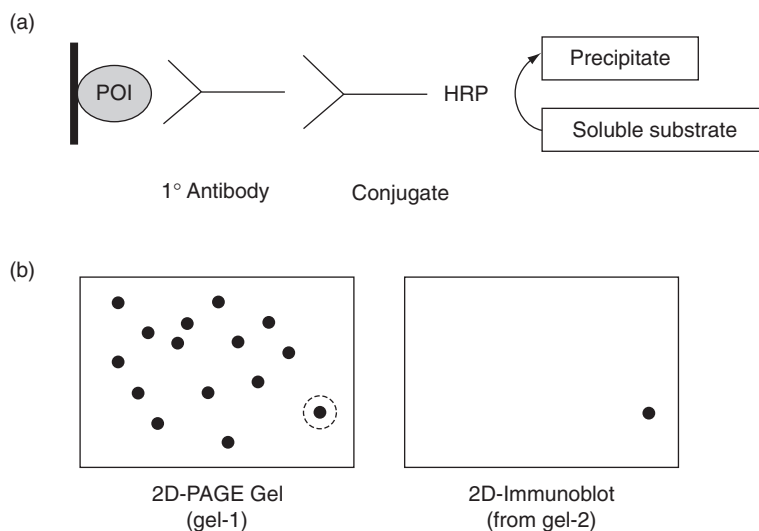 (a)
POI
HRP
Precipitate
Soluble substrate
1° Antibody
Conjugate
(b)
2D-PAGE Gel
(gel-1)
2D-Immunoblot
(from gel-2)